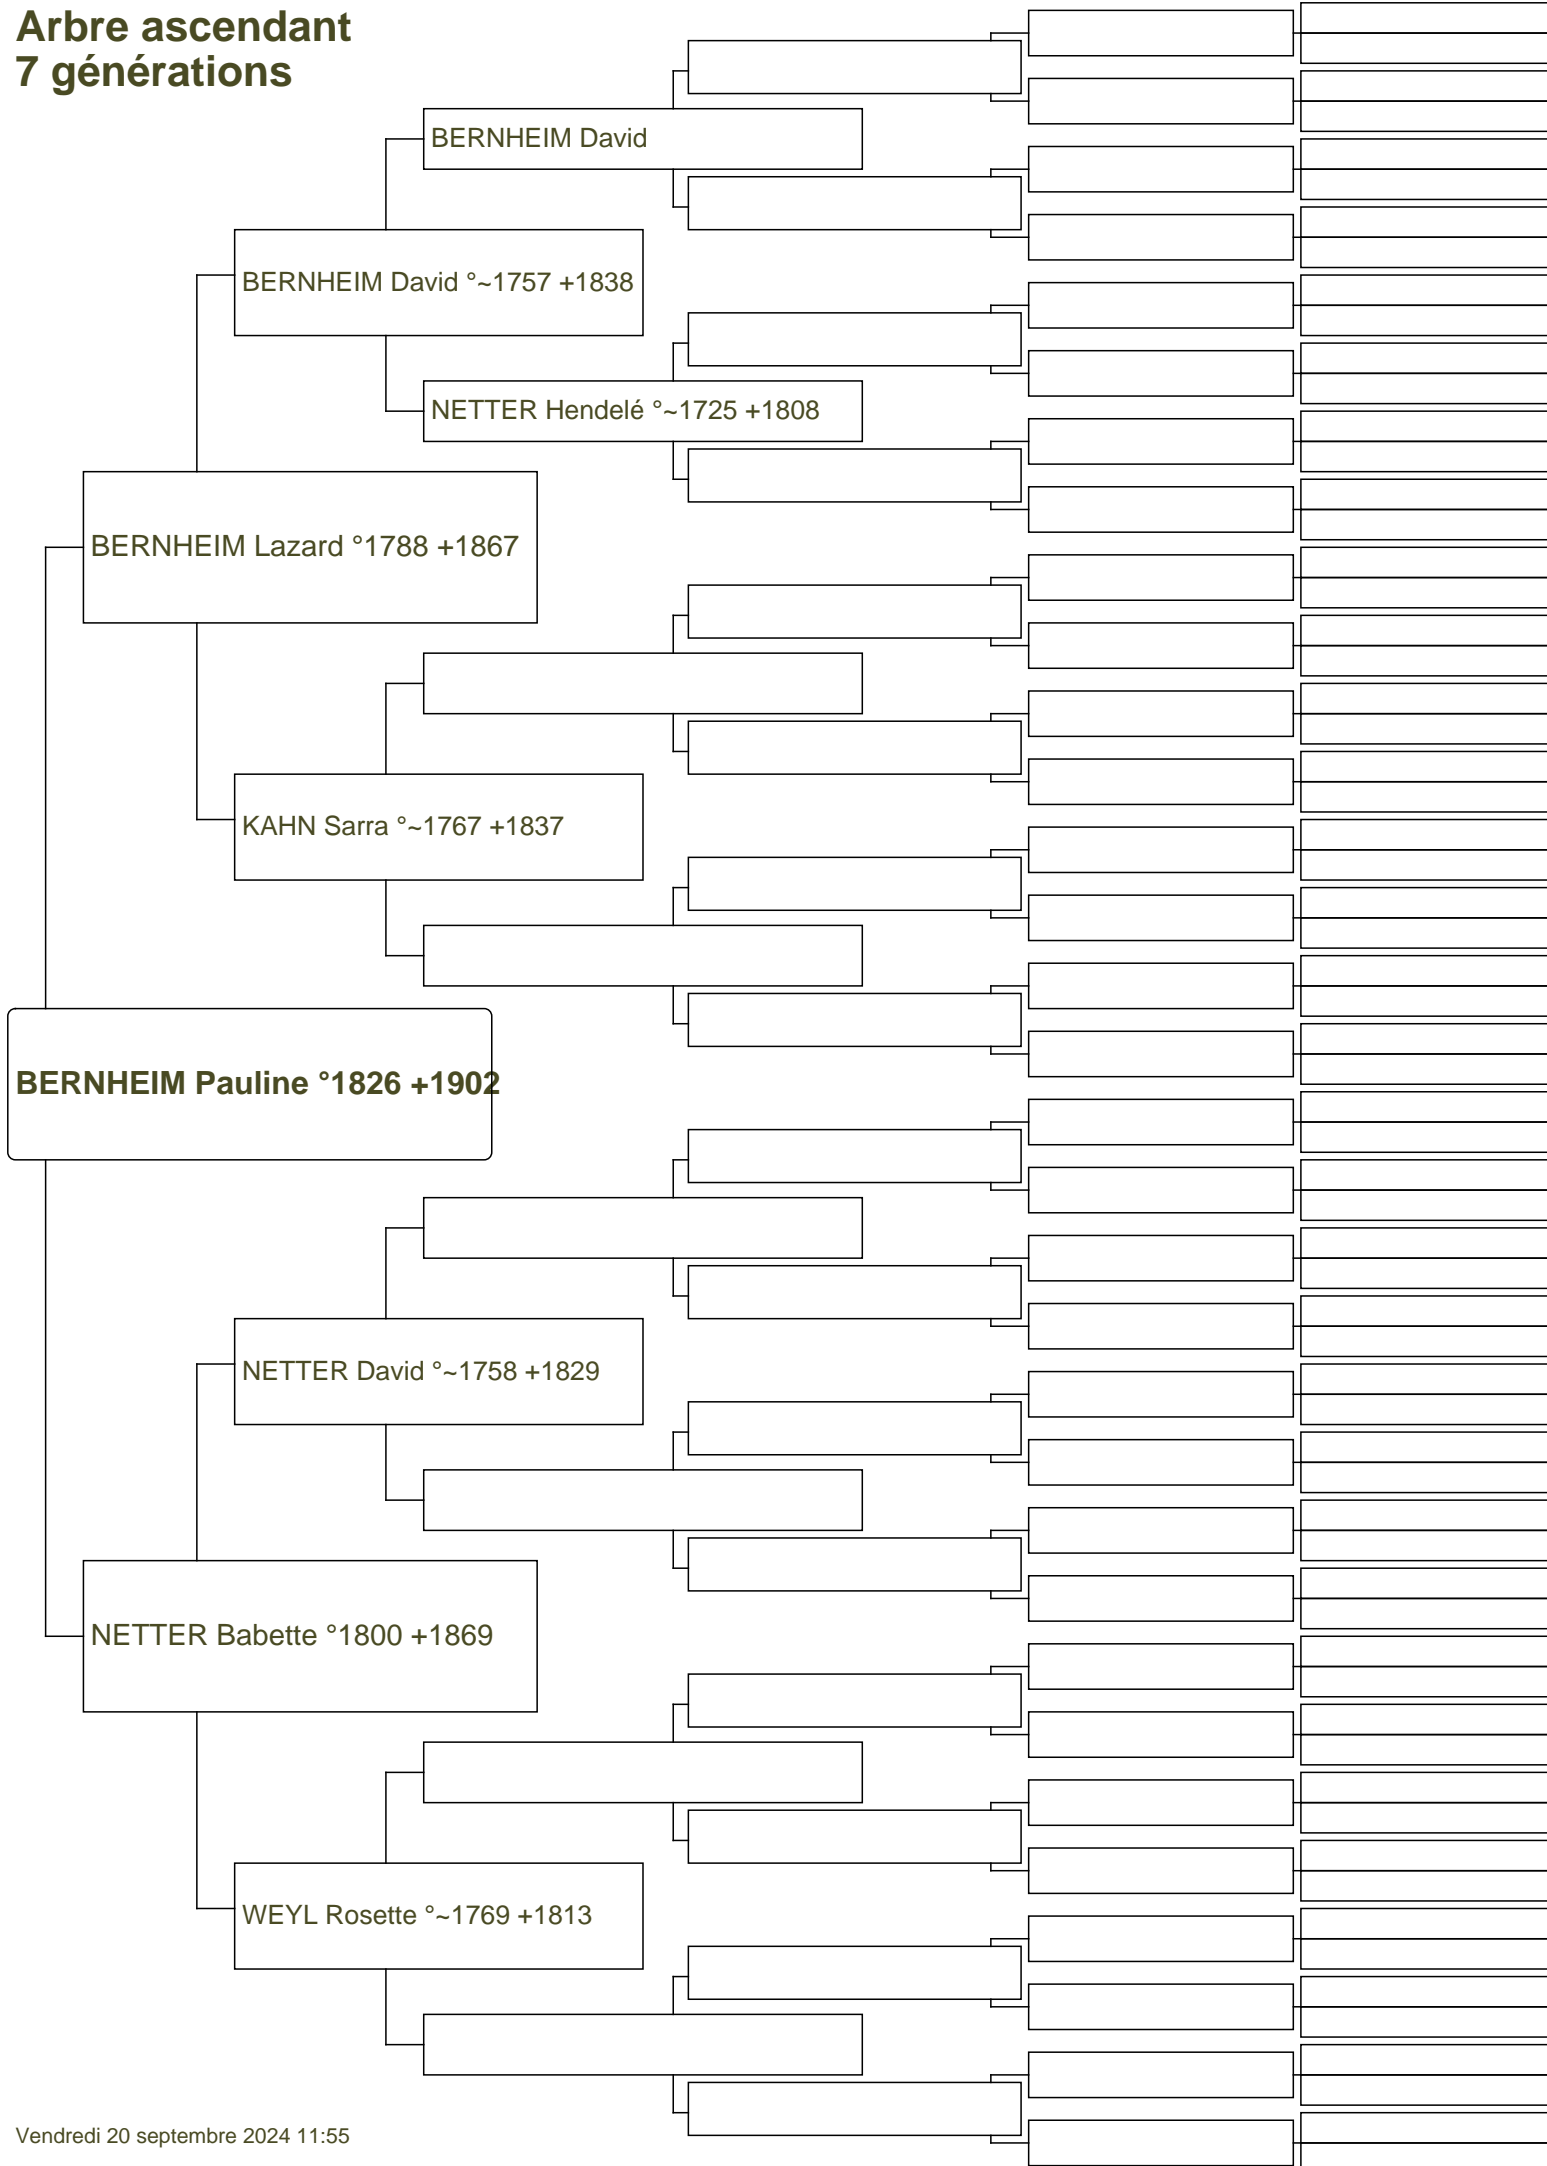 Arbre ascendant
7 générations
BERNHEIM David
BERNHEIM David °~1757 +1838
NETTER Hendelé °~1725 +1808
BERNHEIM Lazard °1788 +1867
KAHN Sarra °~1767 +1837
BERNHEIM Pauline °1826 +1902
NETTER David °~1758 +1829
NETTER Babette °1800 +1869
WEYL Rosette °~1769 +1813
Vendredi 20 septembre 2024 11:55